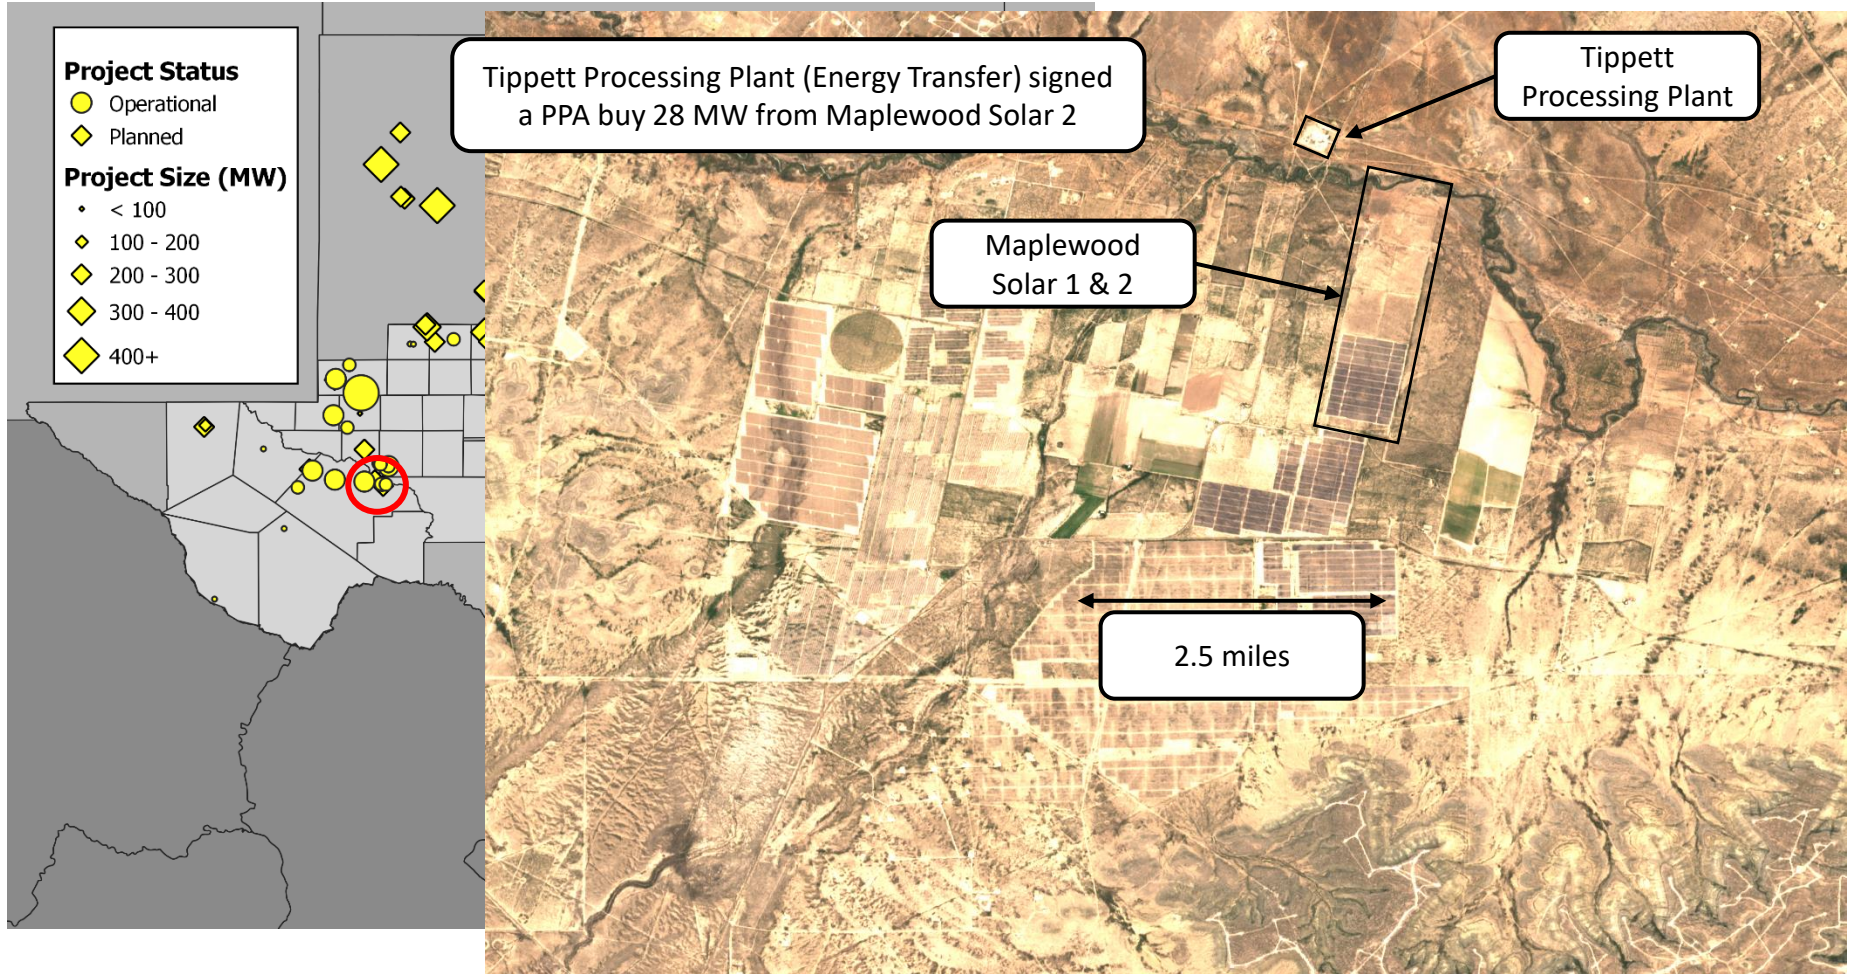 Project Status
Operational
Planned
Project Size (MW)
< 100
100 - 200
200 - 300
300 - 400
400+
Tippett Processing Plant (Energy Transfer) signed
a PPA buy 28 MW from Maplewood Solar 2
Tippett
Processing Plant
Maplewood
Solar 1 & 2
2.5 miles